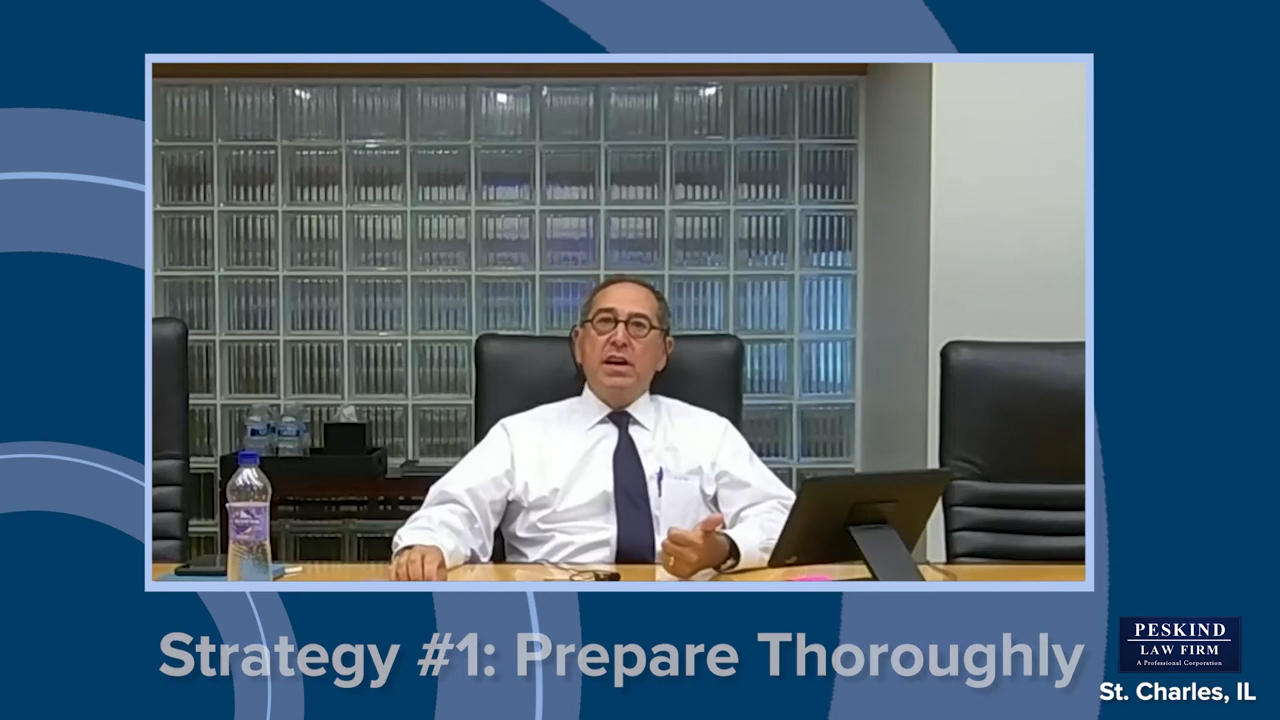 Strategy #1: Prepare Thoroughly
PESKIND
LAW FIRM
A Professional Corporation
St. Charles, IL